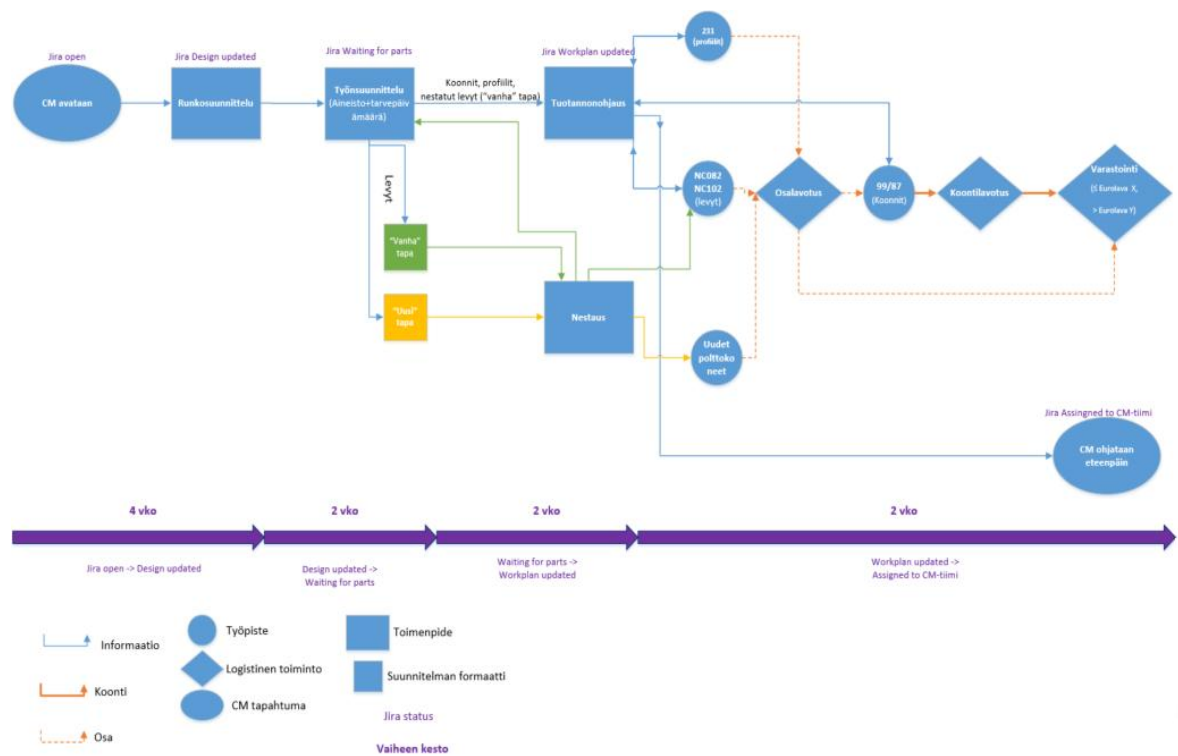 Jira open
CM avataan
Jira Design updated
Runkosuunnittelu
Jira Waiting for parts
Työnsuunnittelu
(Aineisto+tarvepäiv
ämäärä)
Koonnit, profiilit,
nestatut levyt ("vanha" tapa)
Jira Workplan updated
Tuotannonohjaus
231
(profiilit)
Levyt
"Vanha"
tapa
"Uusi"
tapa
Nestaus
NC082
NC102
(levyt)
Uudet
polttoko
neet
Osalavotus
99/87
(Koonnit)
Koontilavotus
Varastointi
(≤ Eurolava X,
> Eurolava Y)
Jira Assingned to CM-tiimi
CM ohjataan
eteenpäin
4 vko
2 vko
2 vko
2 vko
Jira open -> Design updated
Design updated ->
Waiting for parts
Waiting for parts ->
Workplan updated
Workplan updated ->
Assigned to CM-tiimi
Informaatio
Koonti
Osa
Työpiste
Logistinen toiminto
CM tapahtuma
Toimenpide
Suunnitelman formaatti
Jira status
Vaiheen kesto